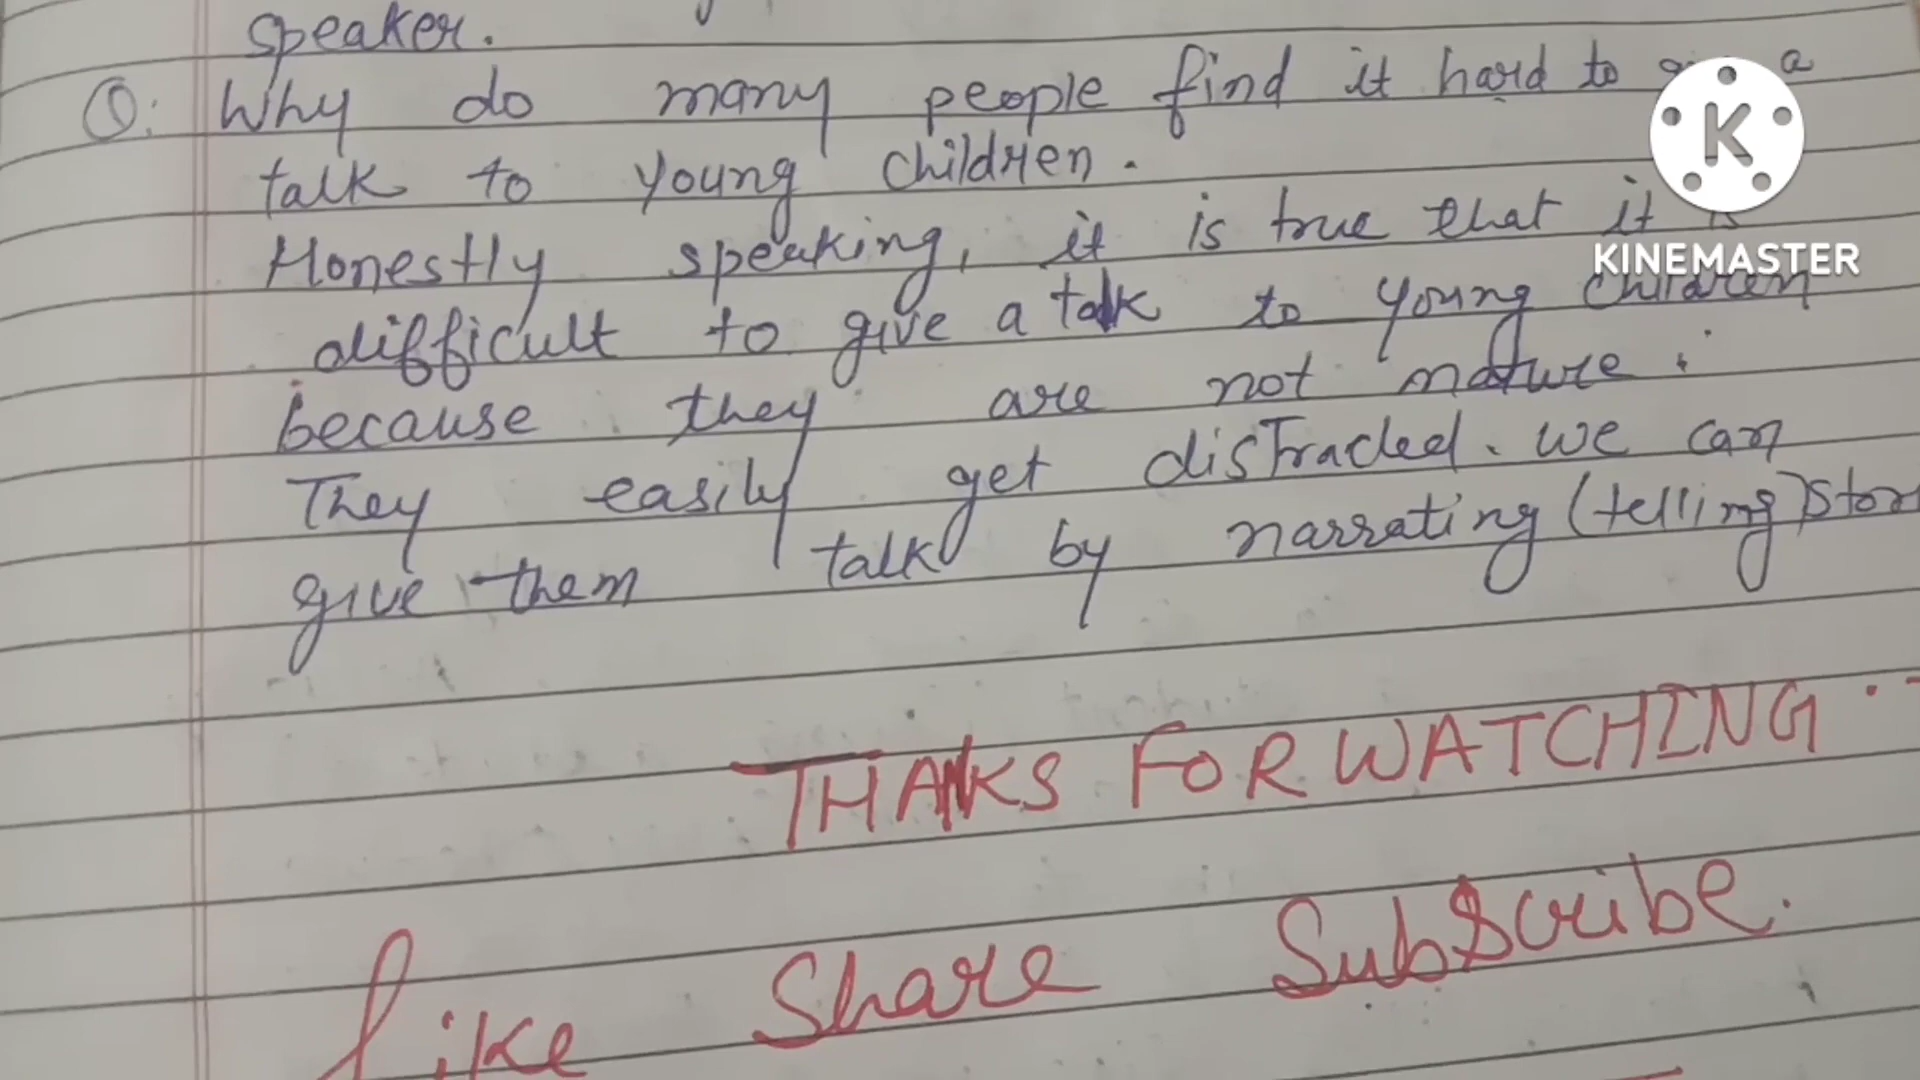 speaker.
Q. Why do many people find it hard to a
talk to young children.
Honestly speaking, it is true that it is
difficult to give a talk to young children
because they are not mature.
They easily get distracted. we can
give them talk by narrating (telling) stor
THANKS FOR WATCHING
Like Share Subscribe.
K
KINEMASTER